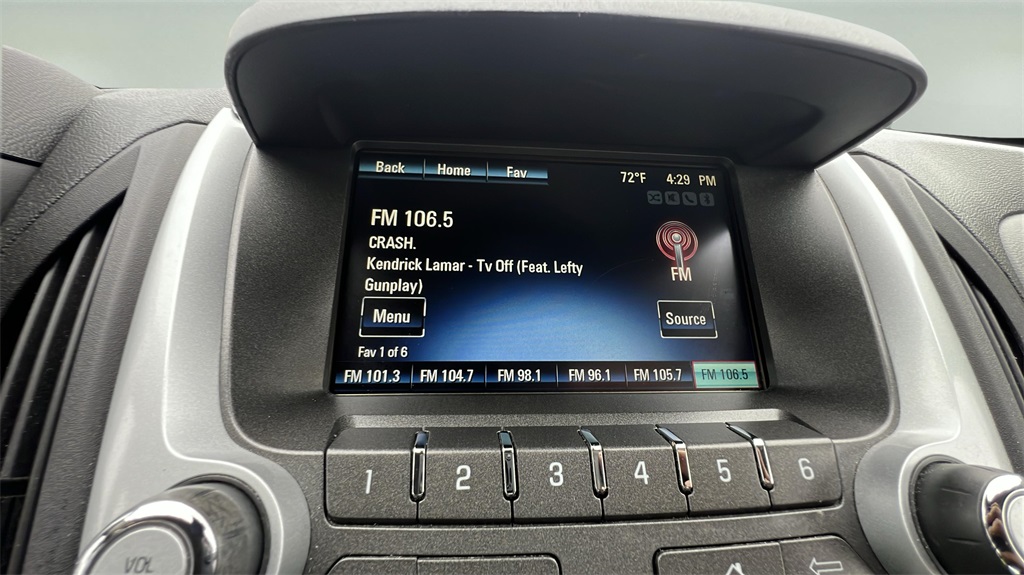 Back Home Fav 72°F 4:29 PM
FM 106.5
CRASH.
Kendrick Lamar - Tv Off (Feat. Lefty
Gunplay)
FM
Menu
Source
Fav 1 of 6
FM 101.3 FM 104.7 FM 98.1 FM 96.1 FM 105.7 FM 106.5
1 2 3 4 5 6
VOL